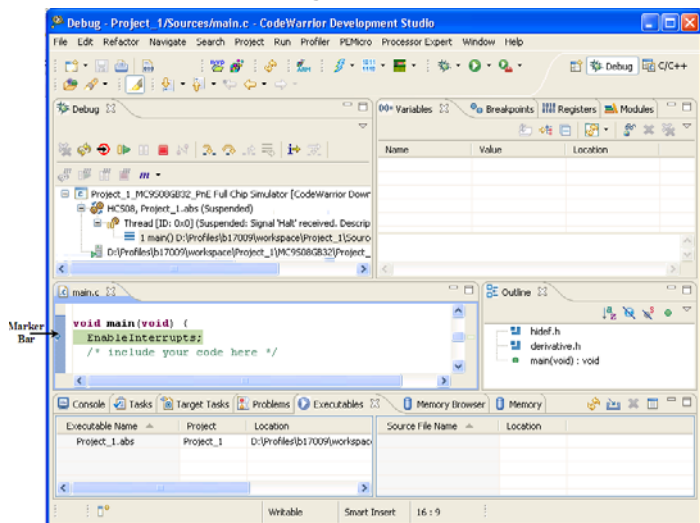 Debug - Project_1/Sources/main.c - CodeWarrior Development Studio
File Edit Refactor Navigate Search Project Run Profiler PEMicro Processor Expert Window Help
Debug C/C++
Debug
Variables Breakpoints Registers Modules
Name Value Location
Project_1_MC9S08GB32_PnE Full Chip Simulator [CodeWarrior Down
HCS08, Project_1.abs (Suspended)
Thread [ID: 0x0] (Suspended: Signal 'Halt' received. Descrip
1 main() D:\Profiles\b17009\workspace\Project_1\Sourc
D:\Profiles\b17009\workspace\Project_1\MC9S08GB32\Project_
main.c
Outline
Marker
Bar
void main(void) {
EnableInterrupts;
/* include your code here */
hidef.h
derivative.h
main(void) : void
Console Tasks Target Tasks Problems Executables Memory Browser Memory
Executable Name Project Location
Source File Name Location
Project_1.abs Project_1 D:\Profiles\b17009\workspac
Writable Smart Insert 16 : 9